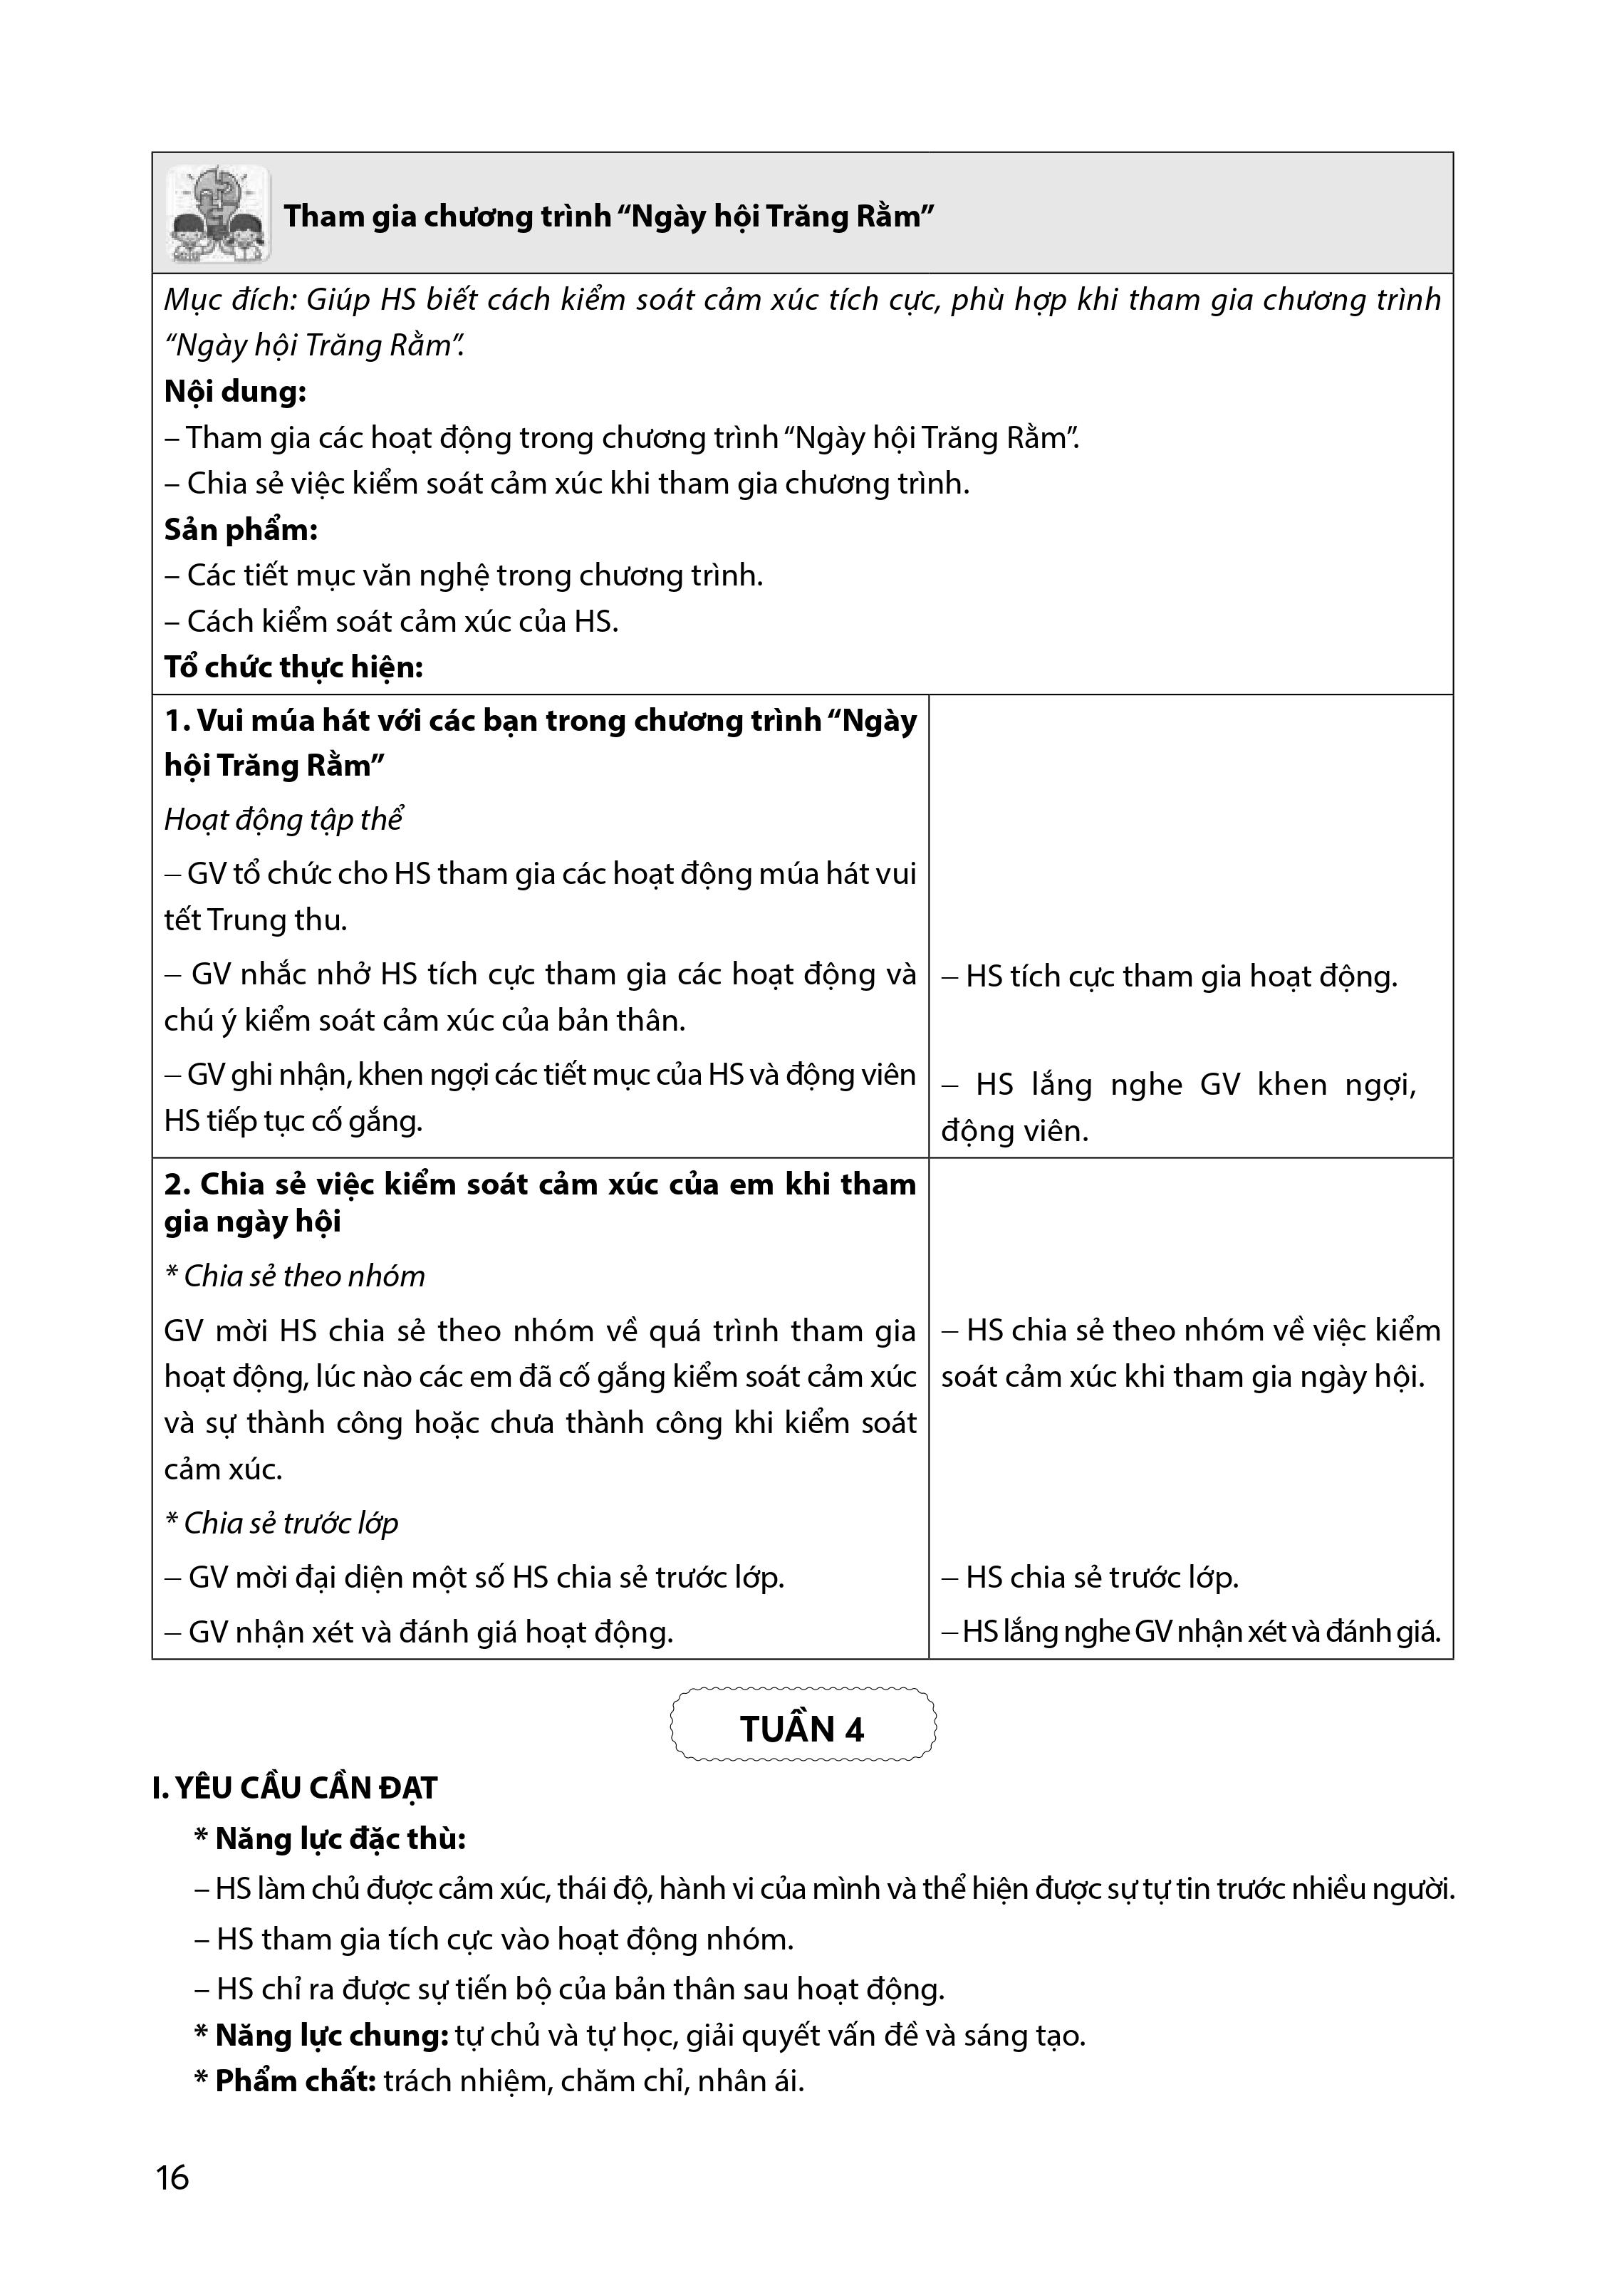 Tham gia chương trình “Ngày hội Trăng Rằm”
Mục đích: Giúp HS biết cách kiểm soát cảm xúc tích cực, phù hợp khi tham gia chương trình
“Ngày hội Trăng Rằm”.
Nội dung:
– Tham gia các hoạt động trong chương trình “Ngày hội Trăng Rằm”.
– Chia sẻ việc kiểm soát cảm xúc khi tham gia chương trình.
Sản phẩm:
– Các tiết mục văn nghệ trong chương trình.
– Cách kiểm soát cảm xúc của HS.
Tổ chức thực hiện:
1. Vui múa hát với các bạn trong chương trình “Ngày
hội Trăng Rằm”
Hoạt động tập thể
– GV tổ chức cho HS tham gia các hoạt động múa hát vui
tết Trung thu.
– GV nhắc nhở HS tích cực tham gia các hoạt động và
chú ý kiểm soát cảm xúc của bản thân.
– GV ghi nhận, khen ngợi các tiết mục của HS và động viên
HS tiếp tục cố gắng.
– HS tích cực tham gia hoạt động.
– HS lắng nghe GV khen ngợi,
động viên.
2. Chia sẻ việc kiểm soát cảm xúc của em khi tham
gia ngày hội
* Chia sẻ theo nhóm
GV mời HS chia sẻ theo nhóm về quá trình tham gia
hoạt động, lúc nào các em đã cố gắng kiểm soát cảm xúc
và sự thành công hoặc chưa thành công khi kiểm soát
cảm xúc.
* Chia sẻ trước lớp
– GV mời đại diện một số HS chia sẻ trước lớp.
– GV nhận xét và đánh giá hoạt động.
– HS chia sẻ theo nhóm về việc kiểm
soát cảm xúc khi tham gia ngày hội.
– HS chia sẻ trước lớp.
– HS lắng nghe GV nhận xét và đánh giá.
TUẦN 4
I. YÊU CẦU CẦN ĐẠT
* Năng lực đặc thù:
– HS làm chủ được cảm xúc, thái độ, hành vi của mình và thể hiện được sự tự tin trước nhiều người.
– HS tham gia tích cực vào hoạt động nhóm.
– HS chỉ ra được sự tiến bộ của bản thân sau hoạt động.
* Năng lực chung: tự chủ và tự học, giải quyết vấn đề và sáng tạo.
* Phẩm chất: trách nhiệm, chăm chỉ, nhân ái.
16